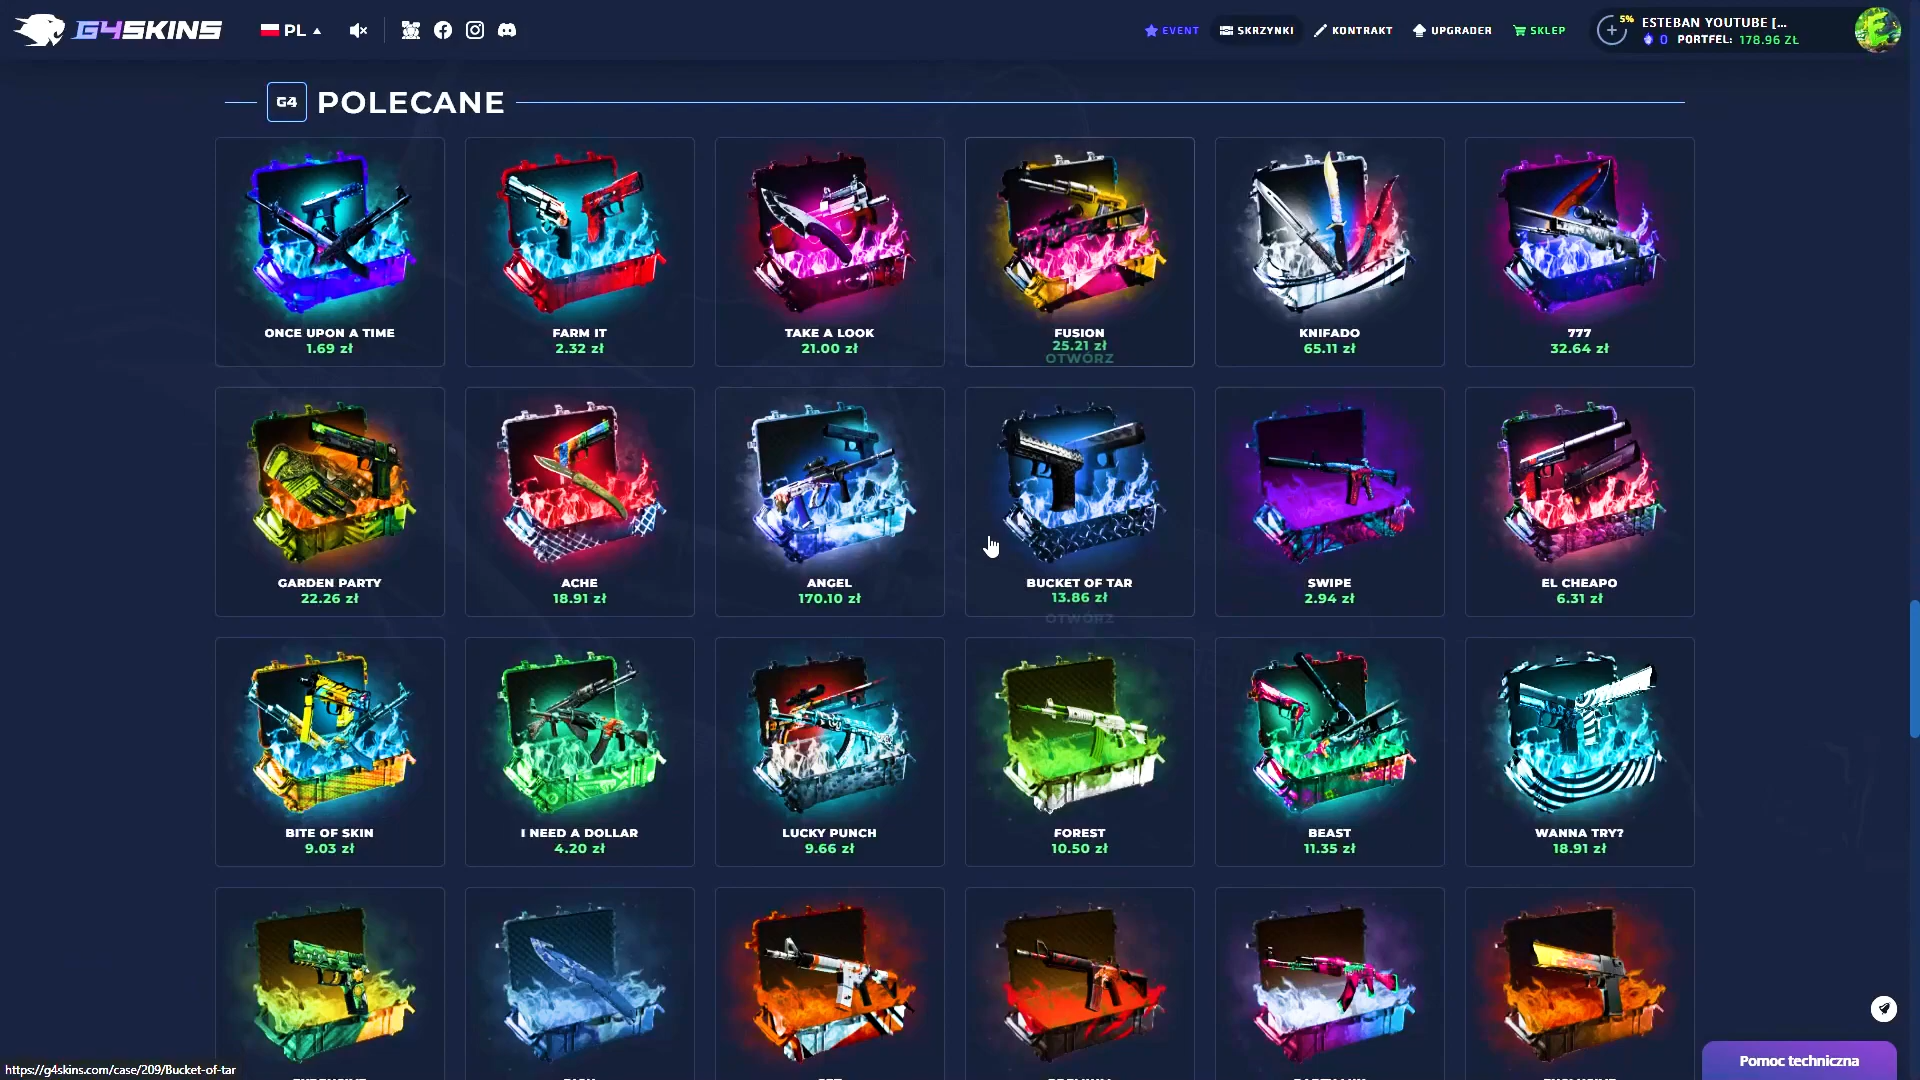 G4SKINS
PL
EVENT
SKRZYNKI
KONTRAKT
UPGRADER
SKLEP
5%
ESTEBAN YOUTUBE [...
0 PORTFEL: 178.96 ZŁ
G4 POLECANE
ONCE UPON A TIME
1.69 zł
FARM IT
2.32 zł
TAKE A LOOK
21.00 zł
FUSION
25.21 zł
OTWÓRZ
KNIFADO
65.11 zł
777
32.64 zł
GARDEN PARTY
22.26 zł
ACHE
18.91 zł
ANGEL
170.10 zł
BUCKET OF TAR
13.86 zł
OTWÓRZ
SWIPE
2.94 zł
EL CHEAPO
6.31 zł
BITE OF SKIN
9.03 zł
I NEED A DOLLAR
4.20 zł
LUCKY PUNCH
9.66 zł
FOREST
10.50 zł
BEAST
11.35 zł
WANNA TRY?
18.91 zł
Pomoc techniczna
https://g4skins.com/case/209/Bucket-of-tar